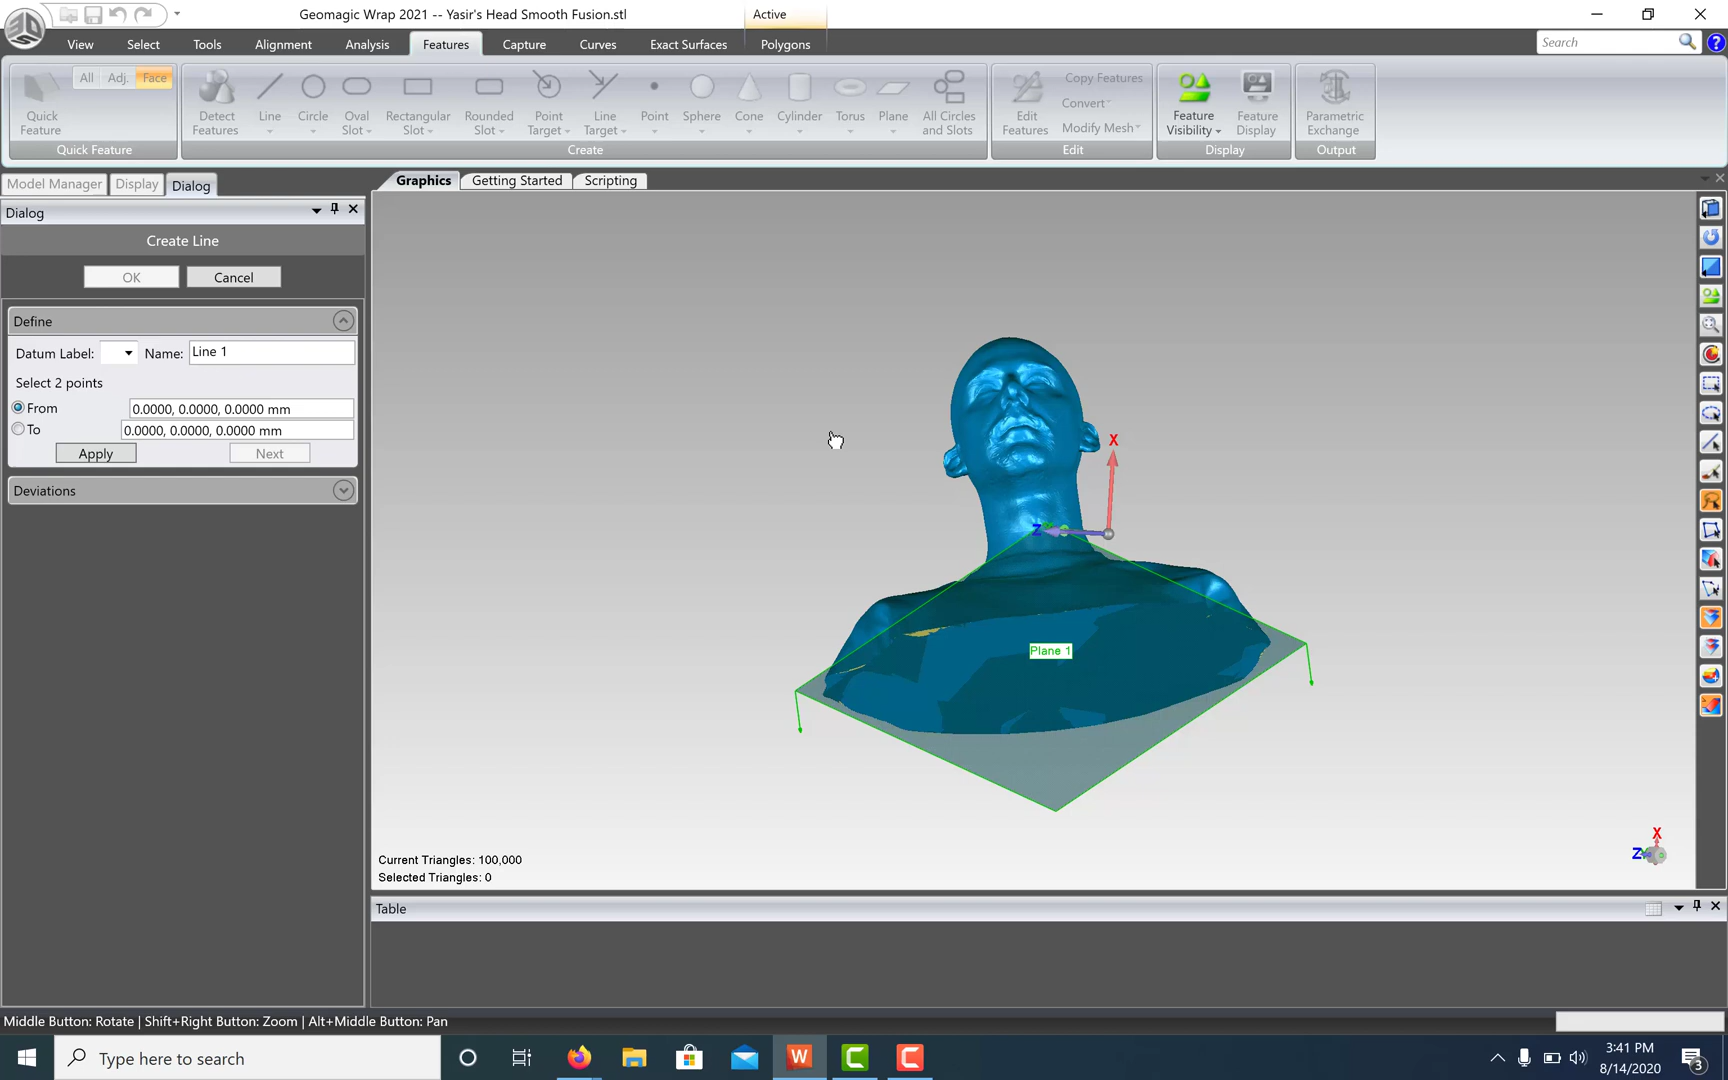 Geomagic Wrap 2021 -- Yasir's Head Smooth Fusion.stl
Active
View Select Tools Alignment Analysis Features Capture Curves Exact Surfaces Polygons
Search
All Adj. Face
Quick Feature
Quick Feature
Detect Features
Line
Circle
Oval Slot
Rectangular Slot
Rounded Slot
Point Target
Line Target
Point
Sphere
Cone
Cylinder
Torus
Plane
All Circles and Slots
Create
Edit Features
Copy Features
Convert
Modify Mesh
Edit
Feature Visibility
Feature Display
Display
Parametric Exchange
Output
Model Manager Display Dialog
Graphics Getting Started Scripting
Dialog
Create Line
OK Cancel
Define
Datum Label: Name: Line 1
Select 2 points
From 0.0000, 0.0000, 0.0000 mm
To 0.0000, 0.0000, 0.0000 mm
Apply Next
Deviations
X
Z
Plane 1
X
Z
Current Triangles: 100,000
Selected Triangles: 0
Table
Middle Button: Rotate | Shift+Right Button: Zoom | Alt+Middle Button: Pan
Type here to search
W
C
C
3:41 PM
8/14/2020
3